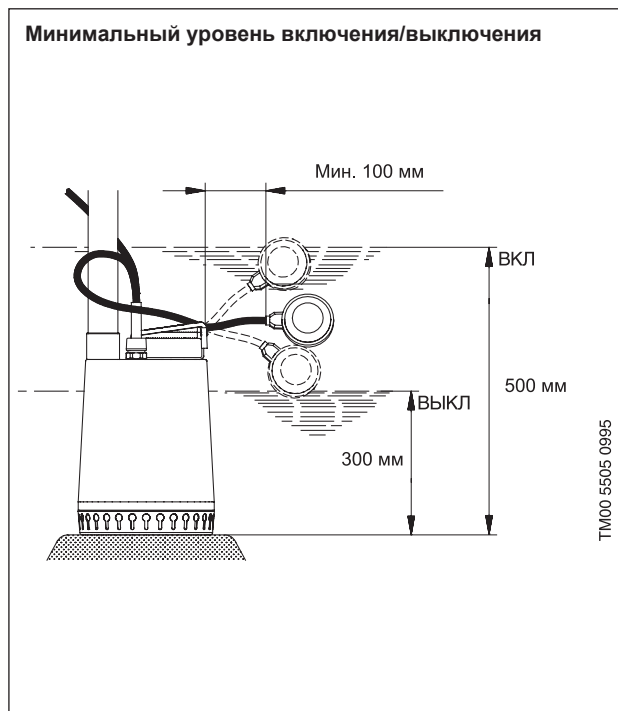 Минимальный уровень включения/выключения
Мин. 100 мм
ВКЛ
500 мм
ВЫКЛ
300 мм
TM00 5505 0995